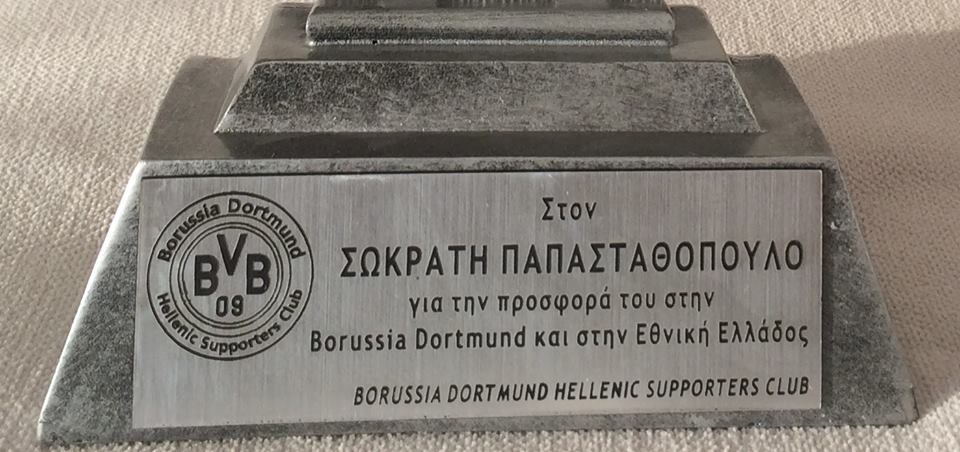 Borussia Dortmund
BVB
09
Hellenic Supporters Club
Στον
ΣΩΚΡΑΤΗ ΠΑΠΑΣΤΑΘΟΠΟΥΛΟ
για την προσφορά του στην
Borussia Dortmund και στην Εθνική Ελλάδος
BORUSSIA DORTMUND HELLENIC SUPPORTERS CLUB